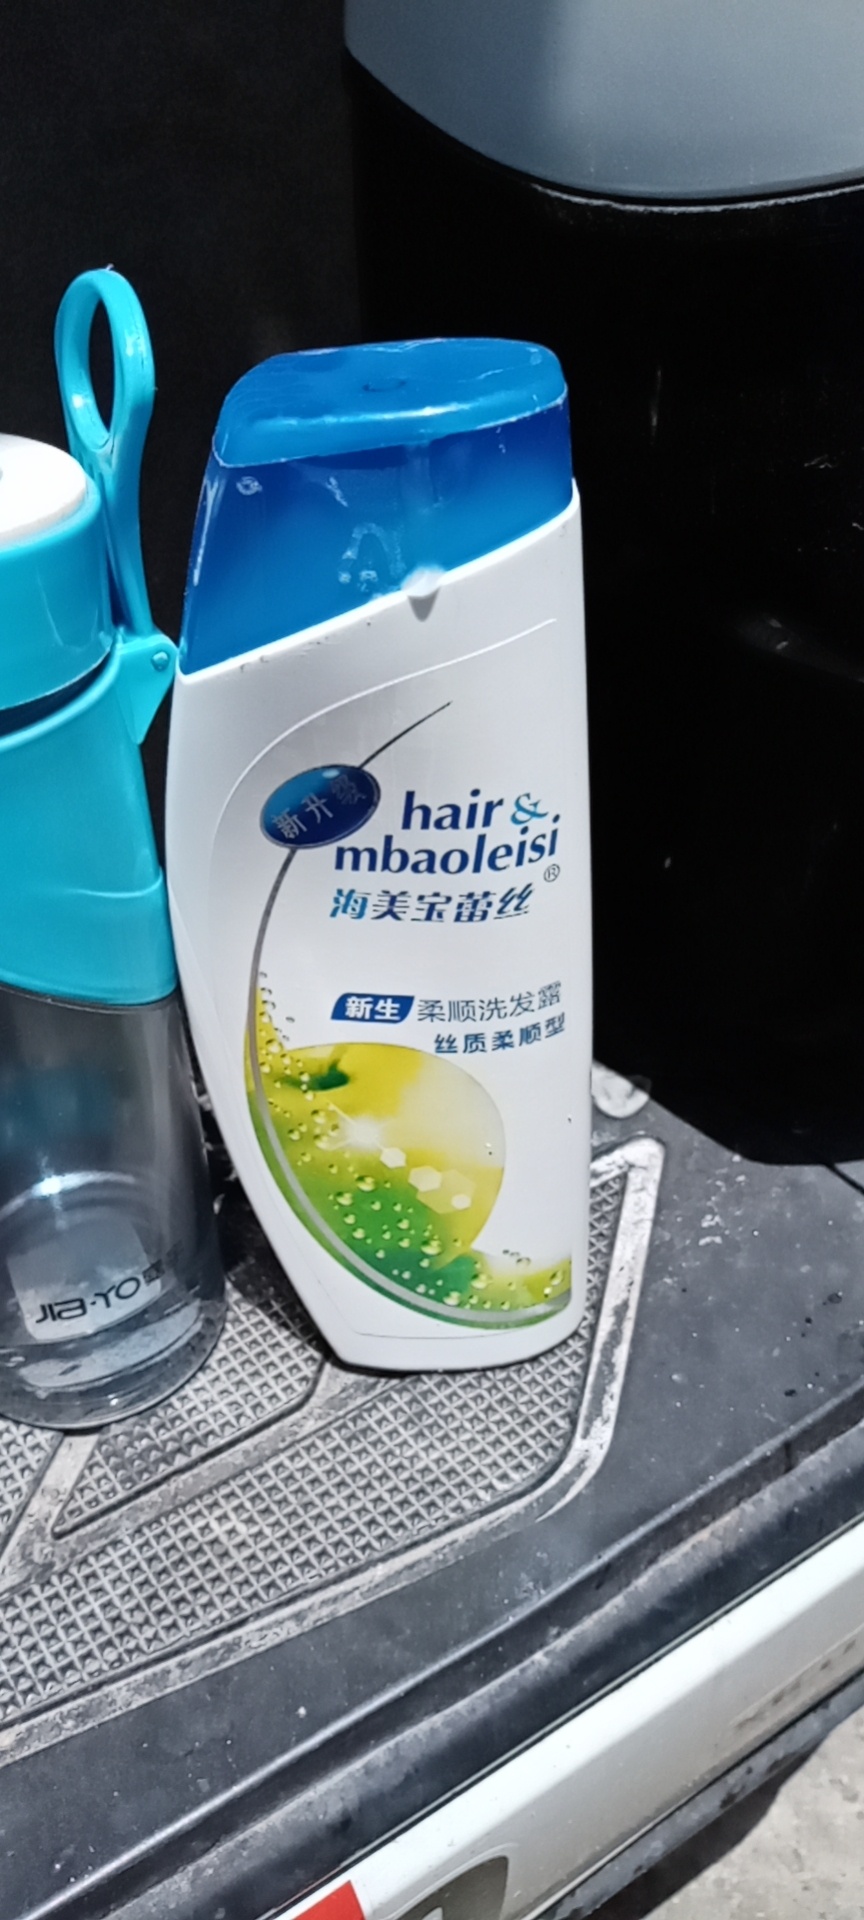 新升级
hair &
mbaoleisi®
海美宝蕾丝
新生 柔顺洗发露
丝质柔顺型
JIA·YO